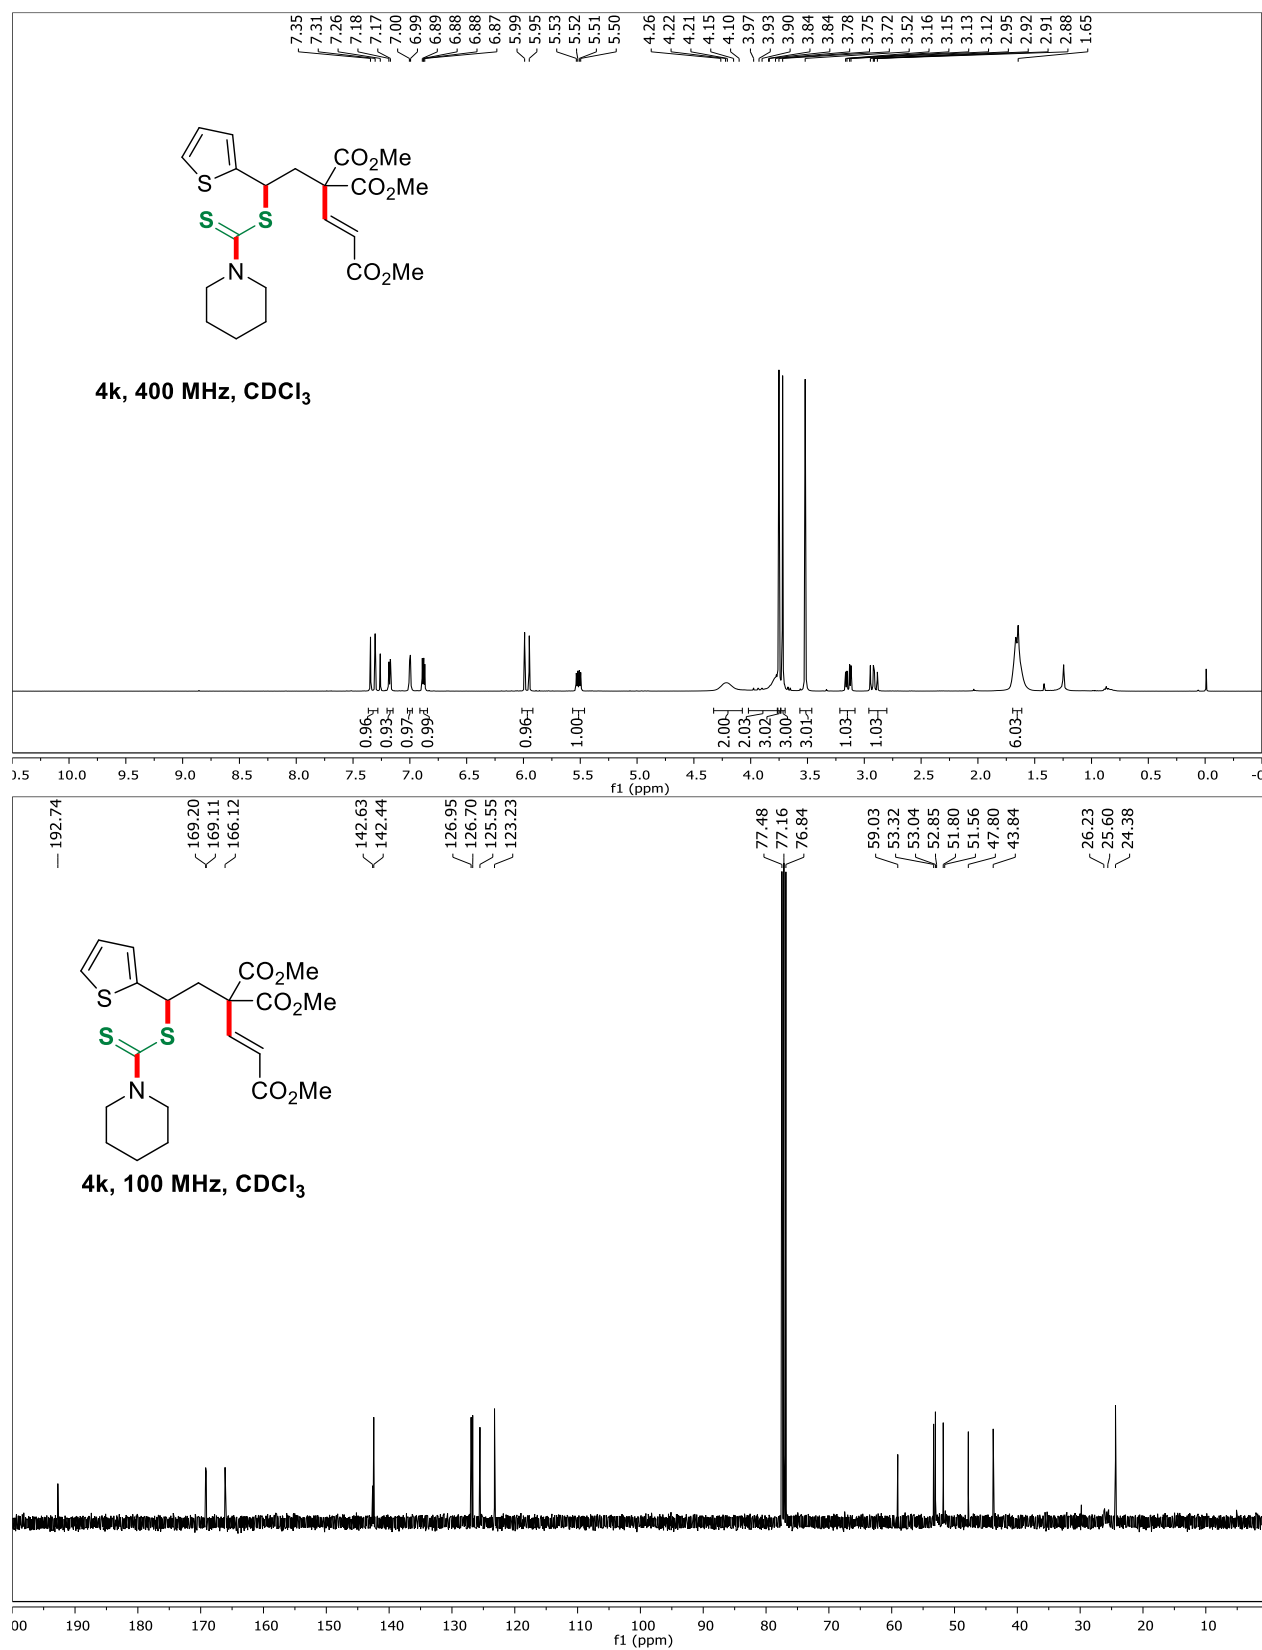 7.35 7.31 7.26 7.18 7.17 7.00 6.99 6.89 6.88 6.88 6.87 5.99 5.95 5.53 5.52 5.51 5.50 4.26 4.22 4.21 4.15 4.10 3.97 3.93 3.90 3.84 3.84 3.78 3.75 3.72 3.52 3.16 3.15 3.13 3.12 2.95 2.92 2.91 2.88 1.65
CO2Me
S CO2Me
S S
N CO2Me
4k, 400 MHz, CDCl3
0.96 0.93 0.97 0.99 0.96 1.00 2.00 2.03 3.02 3.00 3.01 1.03 1.03 6.03
0.5 10.0 9.5 9.0 8.5 8.0 7.5 7.0 6.5 6.0 5.5 5.0 4.5 4.0 3.5 3.0 2.5 2.0 1.5 1.0 0.5 0.0 -0
f1 (ppm)
192.74 169.20 169.11 166.12 142.63 142.44 126.95 126.70 125.55 123.23 77.48 77.16 76.84 59.03 53.32 53.04 52.85 51.80 51.56 47.80 43.84 26.23 25.60 24.38
CO2Me
S CO2Me
S S
N CO2Me
4k, 100 MHz, CDCl3
00 190 180 170 160 150 140 130 120 110 100 90 80 70 60 50 40 30 20 10
f1 (ppm)